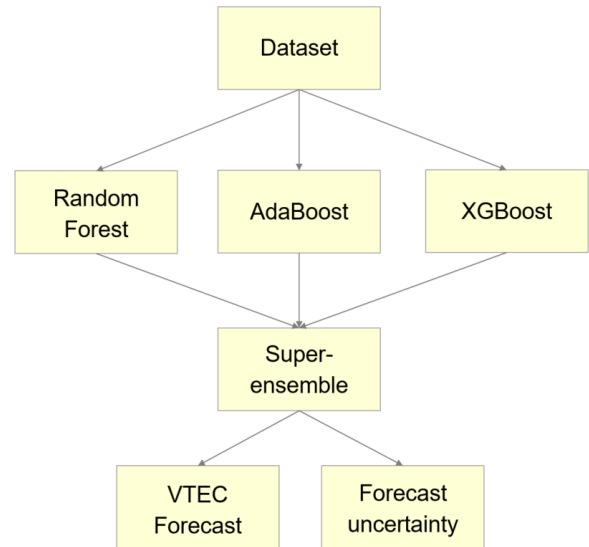 Dataset
Random
Forest
AdaBoost
XGBoost
Super-
ensemble
VTEC
Forecast
Forecast
uncertainty